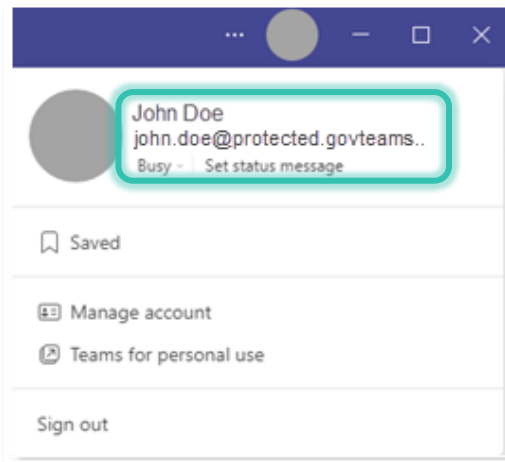 John Doe
john.doe@protected.govteams..
Busy
Set status message
Saved
Manage account
Teams for personal use
Sign out